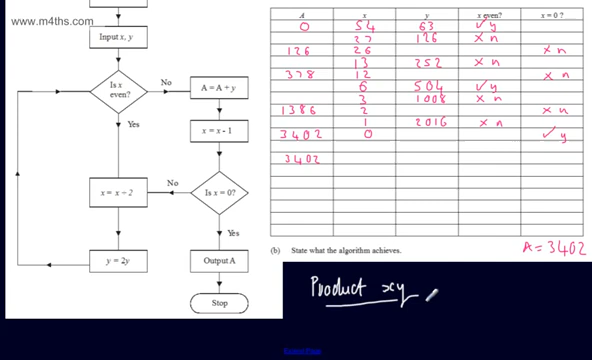 www.m4ths.com
Input x, y
Is x even?
No
A = A + y
Yes
x = x - 1
x = x ÷ 2
No
Is x = 0?
Yes
y = 2y
Output A
Stop
A x y x even? x = 0 ?
0 54 63 ✓ y
27 126 × n
126 26 × n
13 252 × n
378 12 × n
6 504 ✓ y
3 1008 × n
1386 2 × n
1 2016 × n
3402 0 ✓ y
3402
(b) State what the algorithm achieves.
A = 3402
Product xy